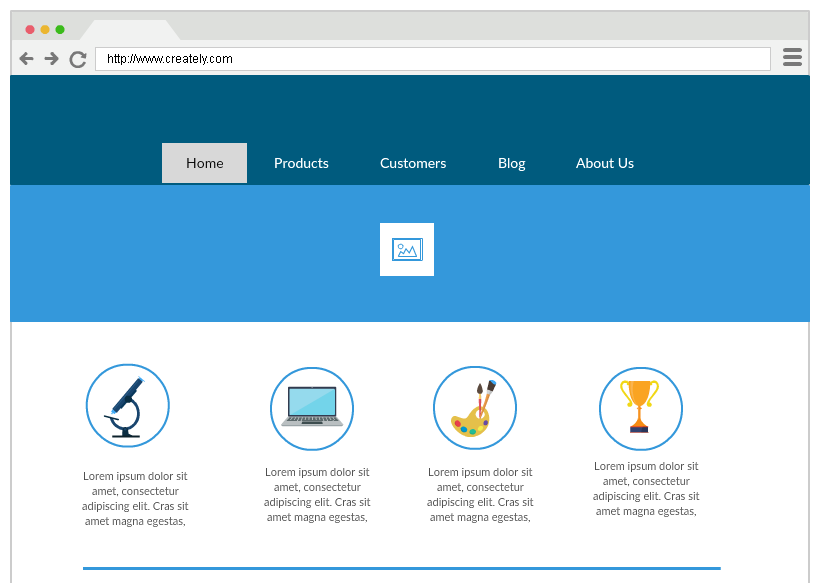 http://www.creately.com
Home Products Customers Blog About Us
Lorem ipsum dolor sit
amet, consectetur
adipiscing elit. Cras sit
amet magna egestas,
Lorem ipsum dolor sit
amet, consectetur
adipiscing elit. Cras sit
amet magna egestas,
Lorem ipsum dolor sit
amet, consectetur
adipiscing elit. Cras sit
amet magna egestas,
Lorem ipsum dolor sit
amet, consectetur
adipiscing elit. Cras sit
amet magna egestas,